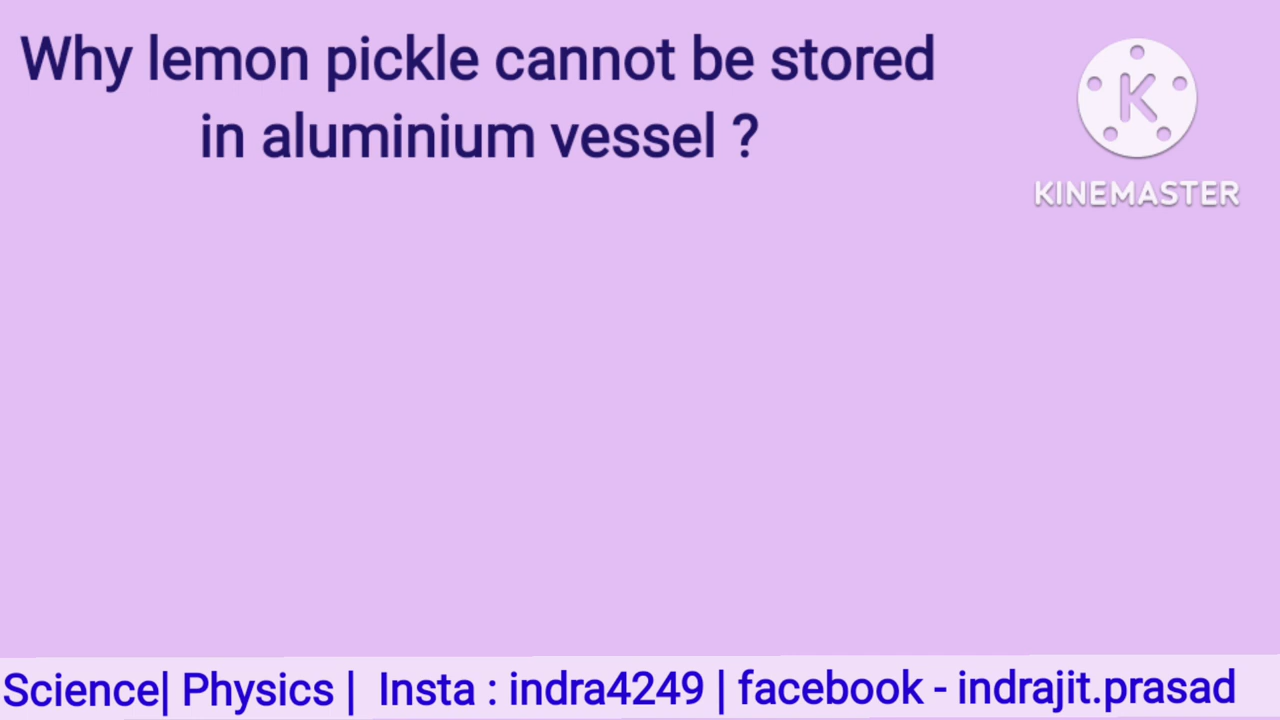 Why lemon pickle cannot be stored
in aluminium vessel ?
K
KINEMASTER
Science| Physics | Insta : indra4249 | facebook - indrajit.prasad